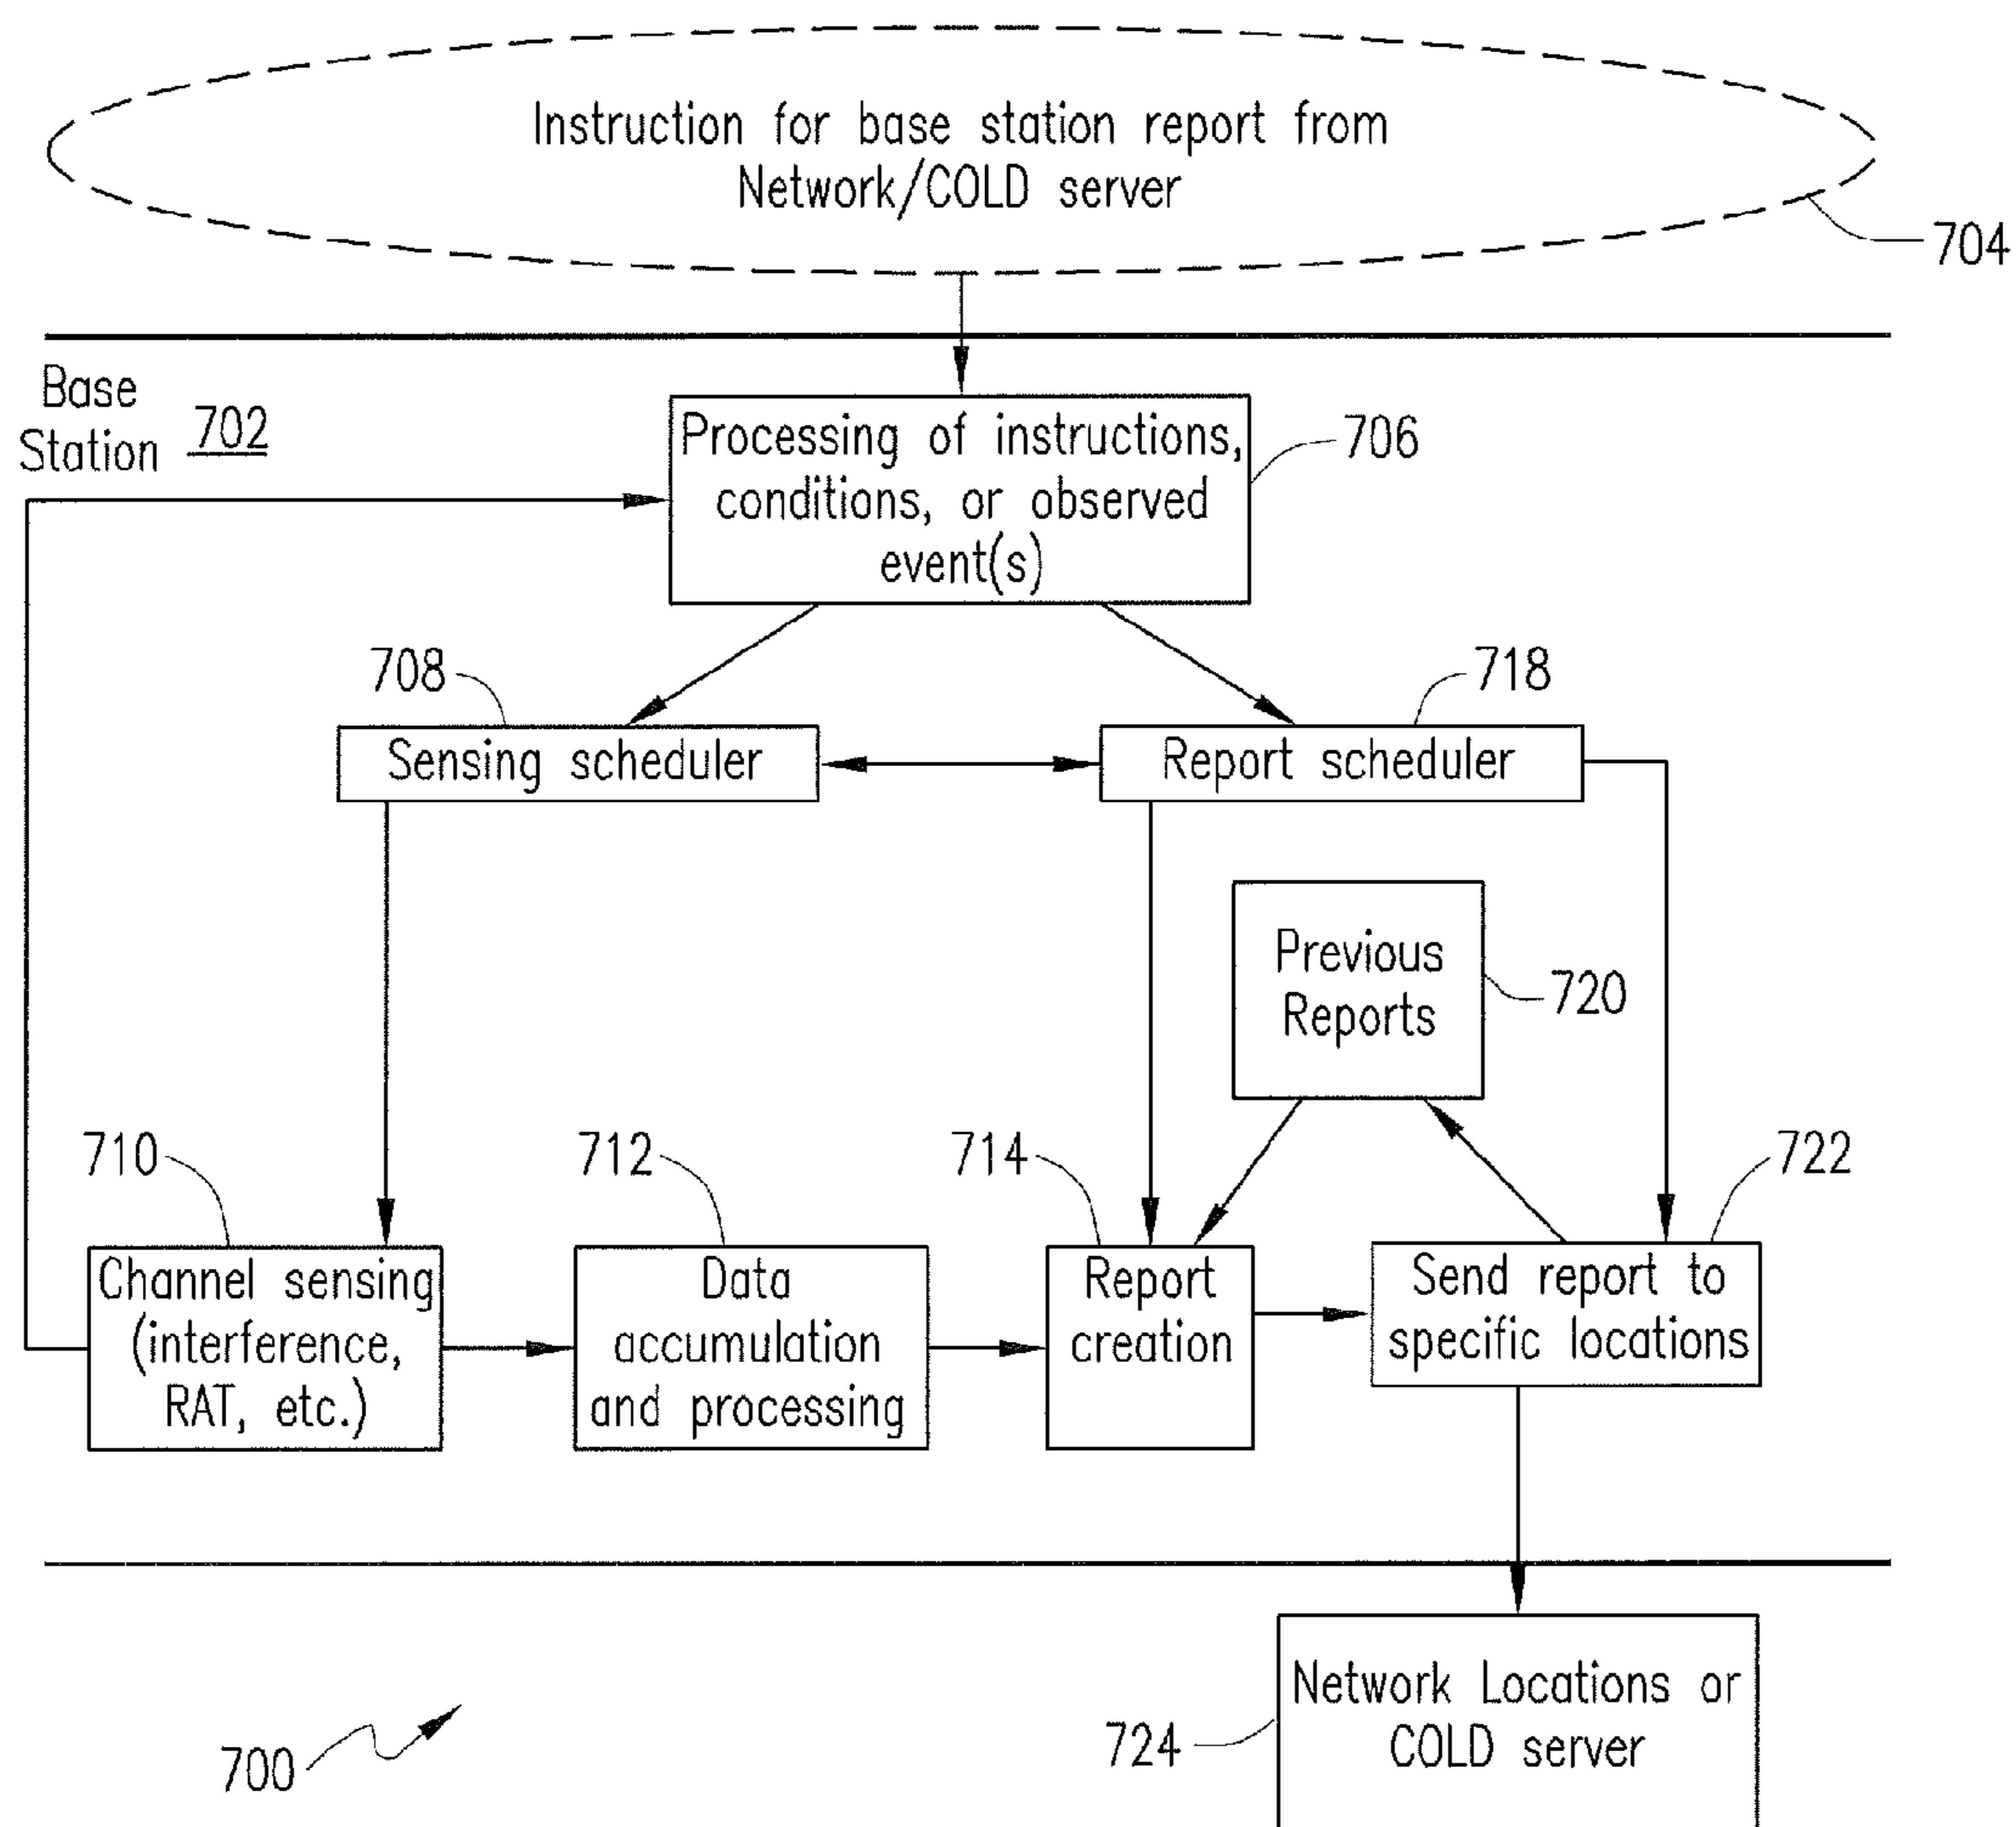 Instruction for base station report from
Network/COLD server
704
Base
Station 702
Processing of instructions,
conditions, or observed
event(s)
706
708
718
Sensing scheduler
Report scheduler
Previous
Reports
720
710
712
714
722
Channel sensing
(interference,
RAT, etc.)
Data
accumulation
and processing
Report
creation
Send report to
specific locations
Network Locations or
COLD server
724
700